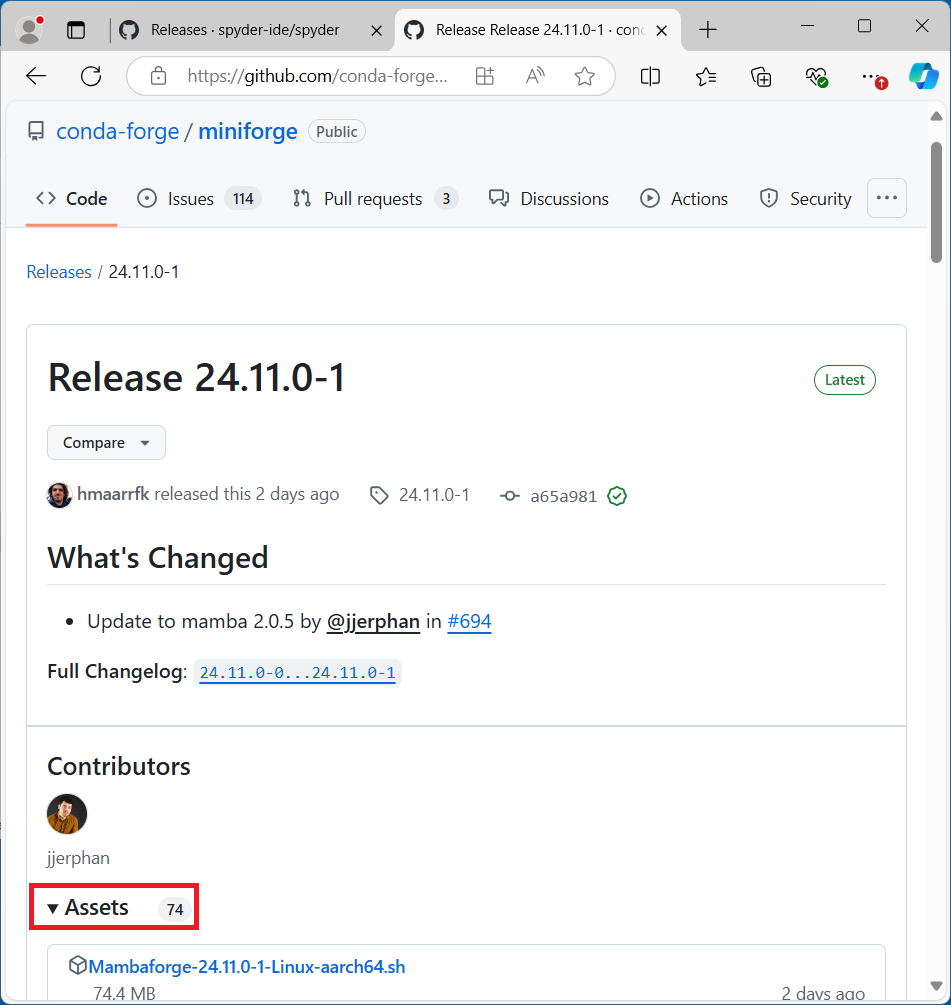 Releases · spyder-ide/spyder
Release Release 24.11.0-1 · con
https://github.com/conda-forge...
conda-forge / miniforge Public
Code Issues 114 Pull requests 3 Discussions Actions Security
Releases / 24.11.0-1
Release 24.11.0-1
Latest
Compare
hmaarrfk released this 2 days ago 24.11.0-1 a65a981
What's Changed
• Update to mamba 2.0.5 by @jjerphan in #694
Full Changelog: 24.11.0-0...24.11.0-1
Contributors
jjerphan
Assets 74
Mambaforge-24.11.0-1-Linux-aarch64.sh
74.4 MB 2 days ago